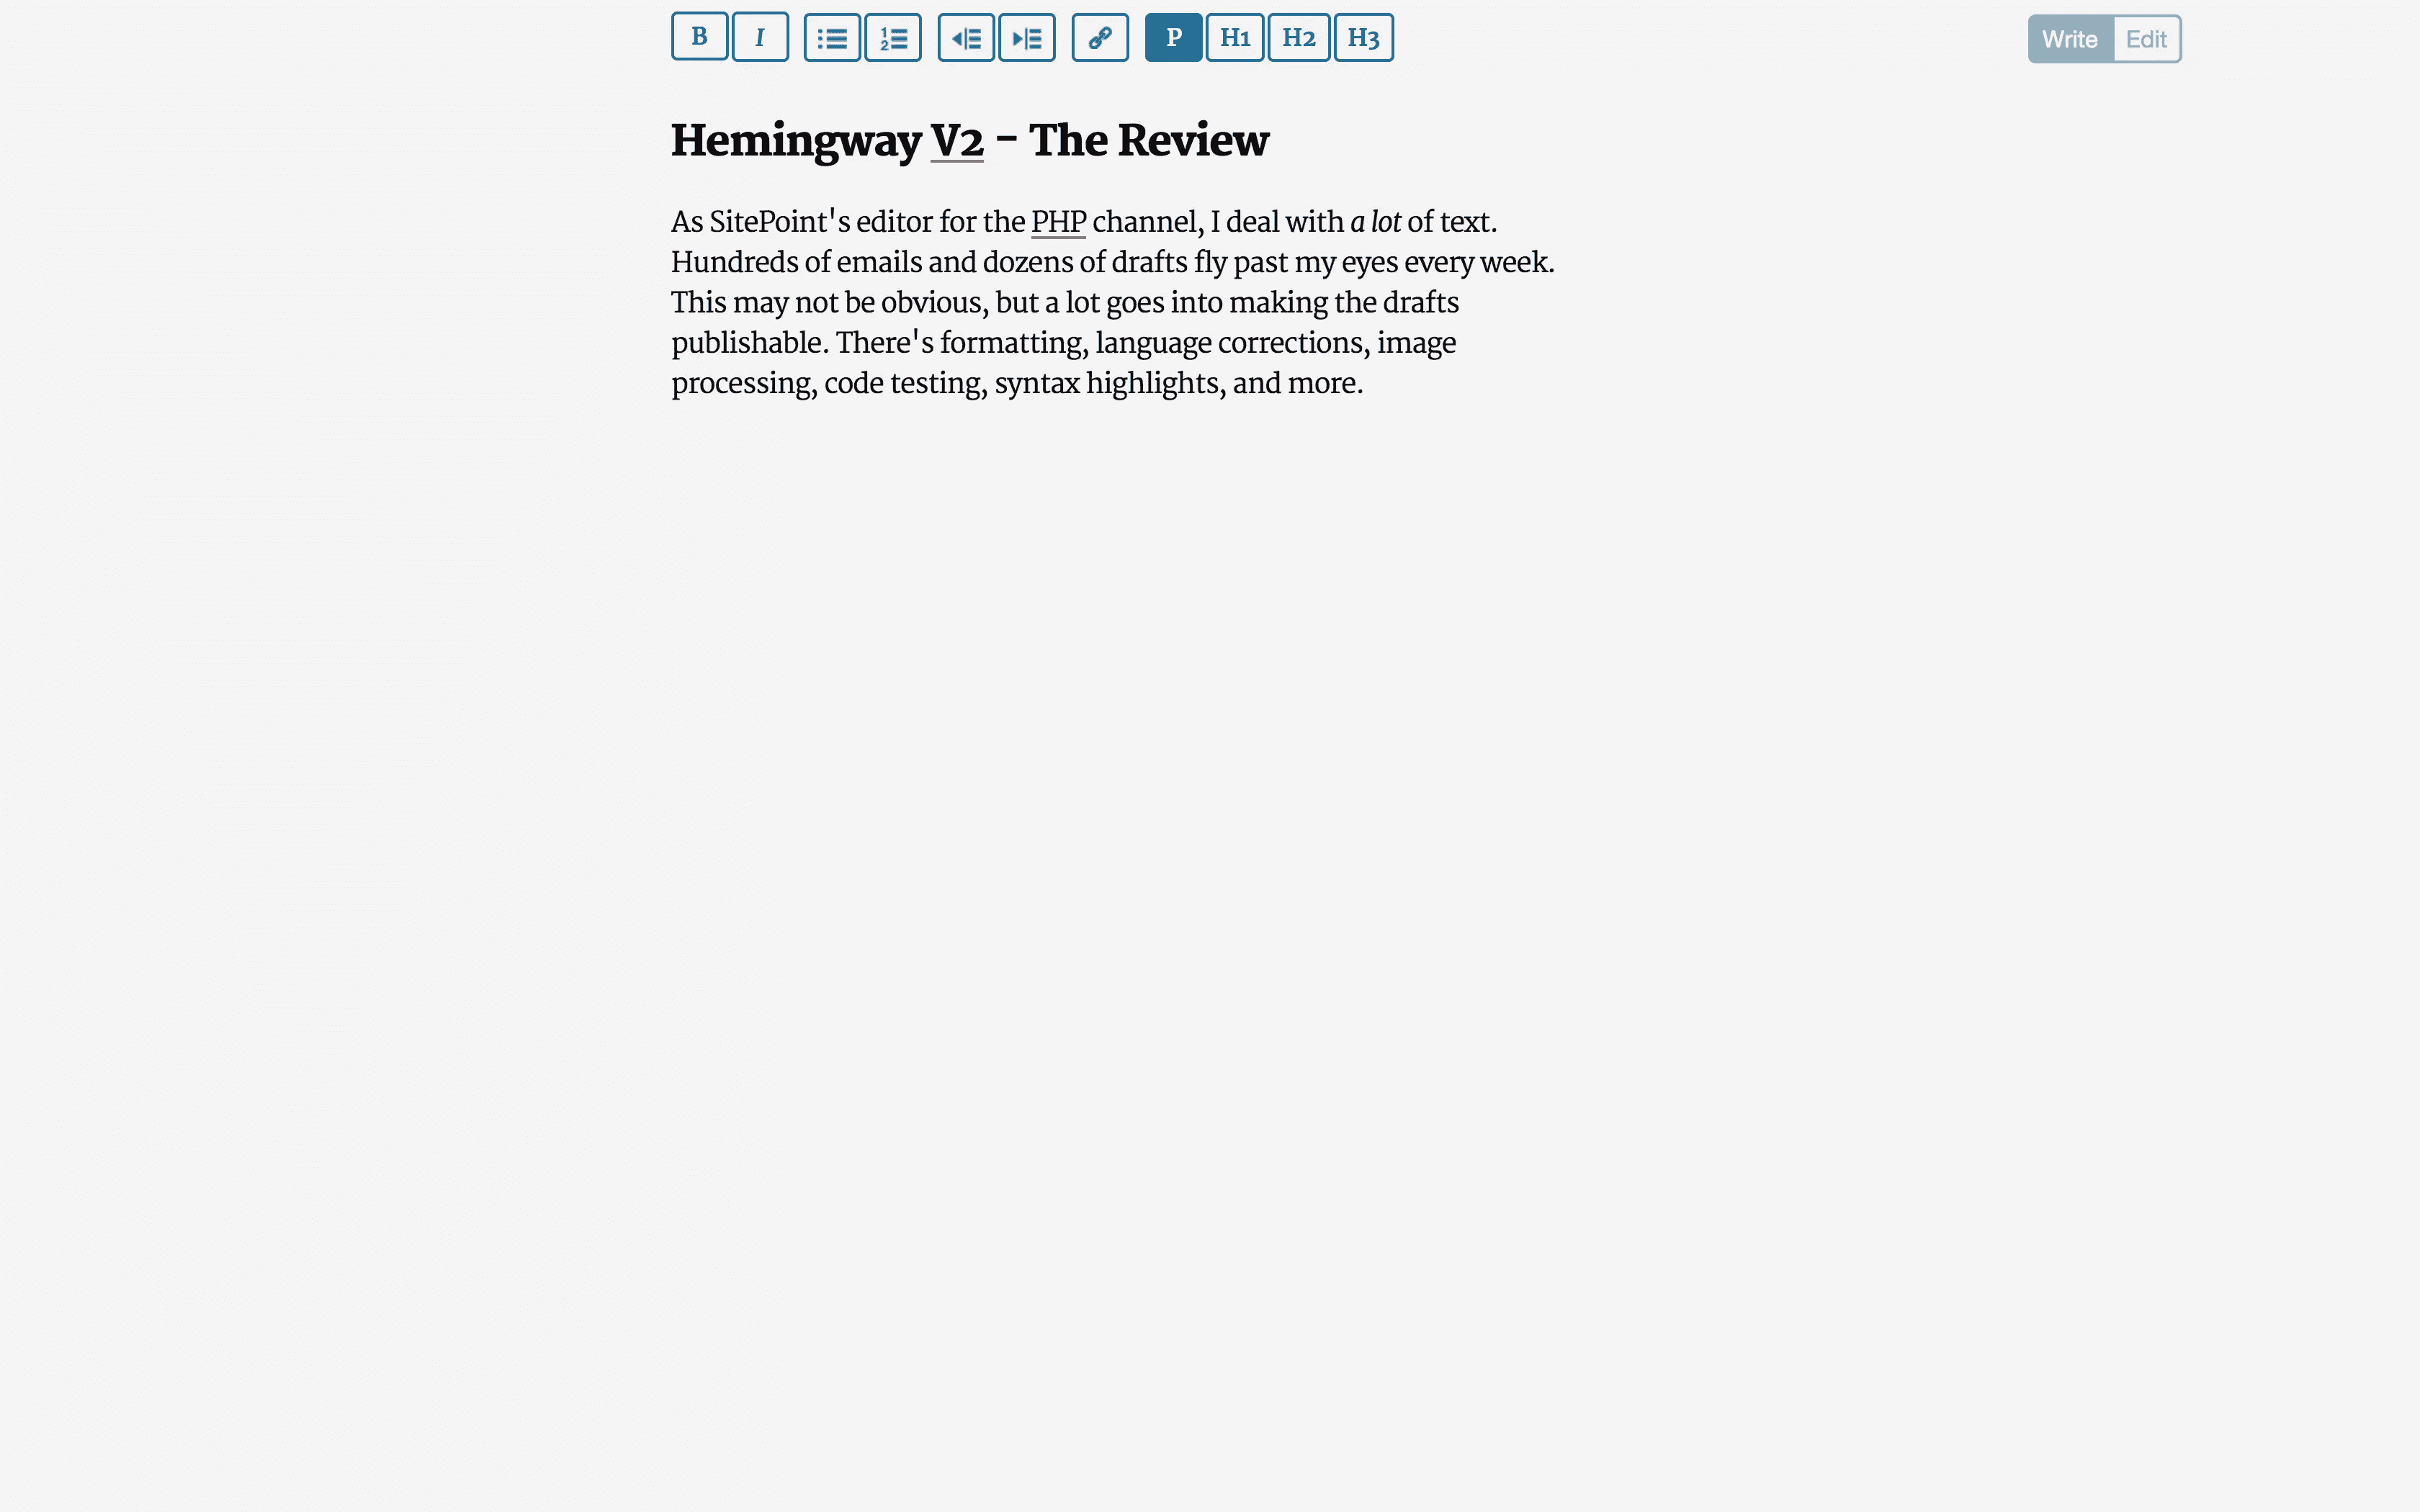 B I 1 2 P H1 H2 H3 Write Edit
Hemingway V2 – The Review
As SitePoint's editor for the PHP channel, I deal with a lot of text.
Hundreds of emails and dozens of drafts fly past my eyes every week.
This may not be obvious, but a lot goes into making the drafts
publishable. There's formatting, language corrections, image
processing, code testing, syntax highlights, and more.